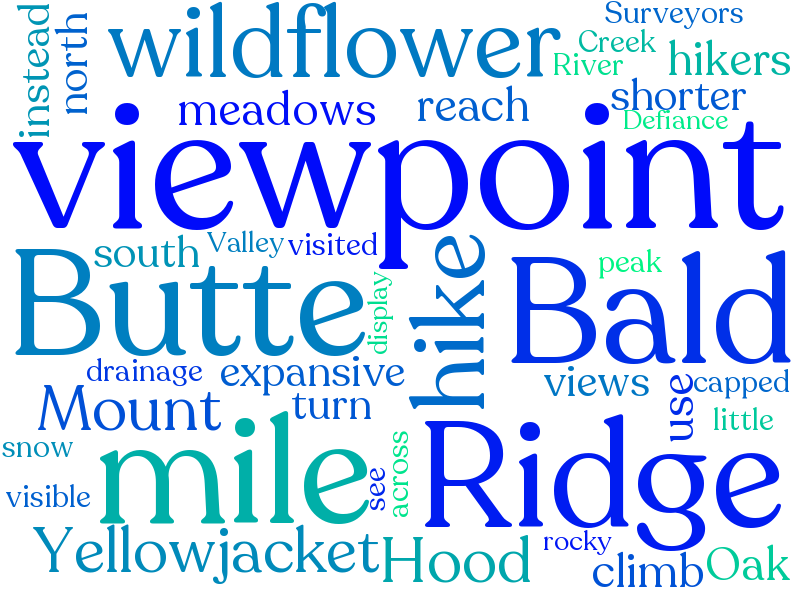 instead
north
wildflower
Surveyors
Creek
River
hikers
meadows
reach
shorter
Defiance
viewpoint
south
Valley
visited
hike
Butte
display
peak
Bald
drainage
expansive
views
capped
Mount
turn
use
little
snow
mile
across
see
Ridge
visible
Yellowjacket
Hood
rocky
climb
Oak